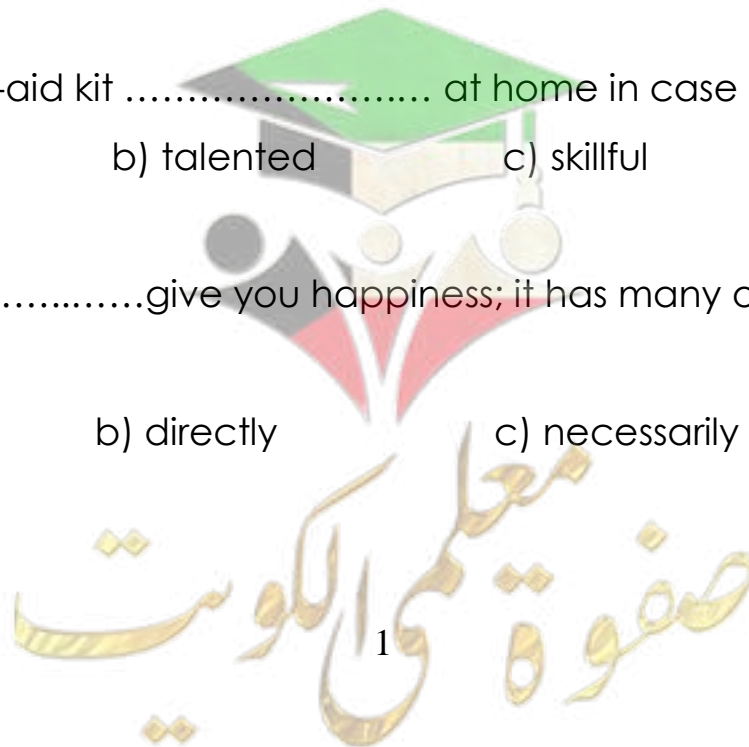 -aid kit ………………….… at home in case
b) talented c) skillful
……..……give you happiness; it has many
b) directly c) necessarily
صفوة معلمى الكويت
1